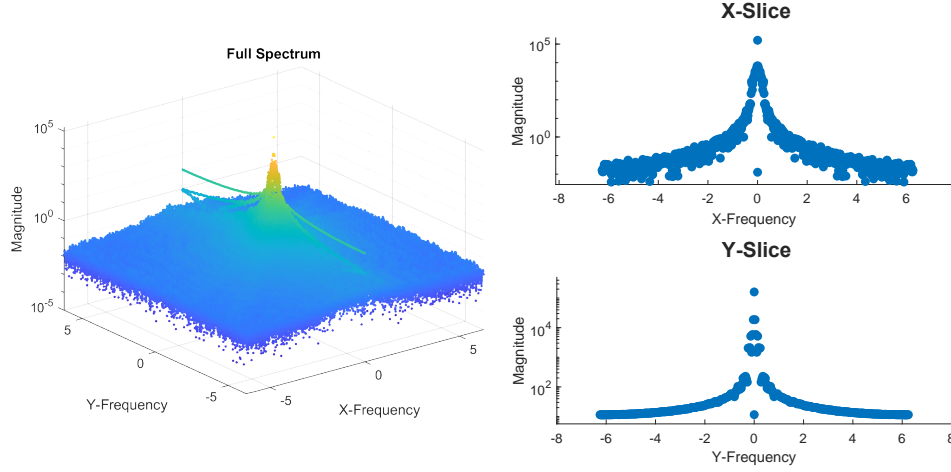 Full Spectrum
10^5
10^0
10^-5
Magnitude
5
0
-5
Y-Frequency
-5
0
5
X-Frequency
X-Slice
10^5
10^0
Magnitude
-8 -6 -4 -2 0 2 4 6
X-Frequency
Y-Slice
10^4
10^2
Magnitude
-8 -6 -4 -2 0 2 4 6 8
Y-Frequency